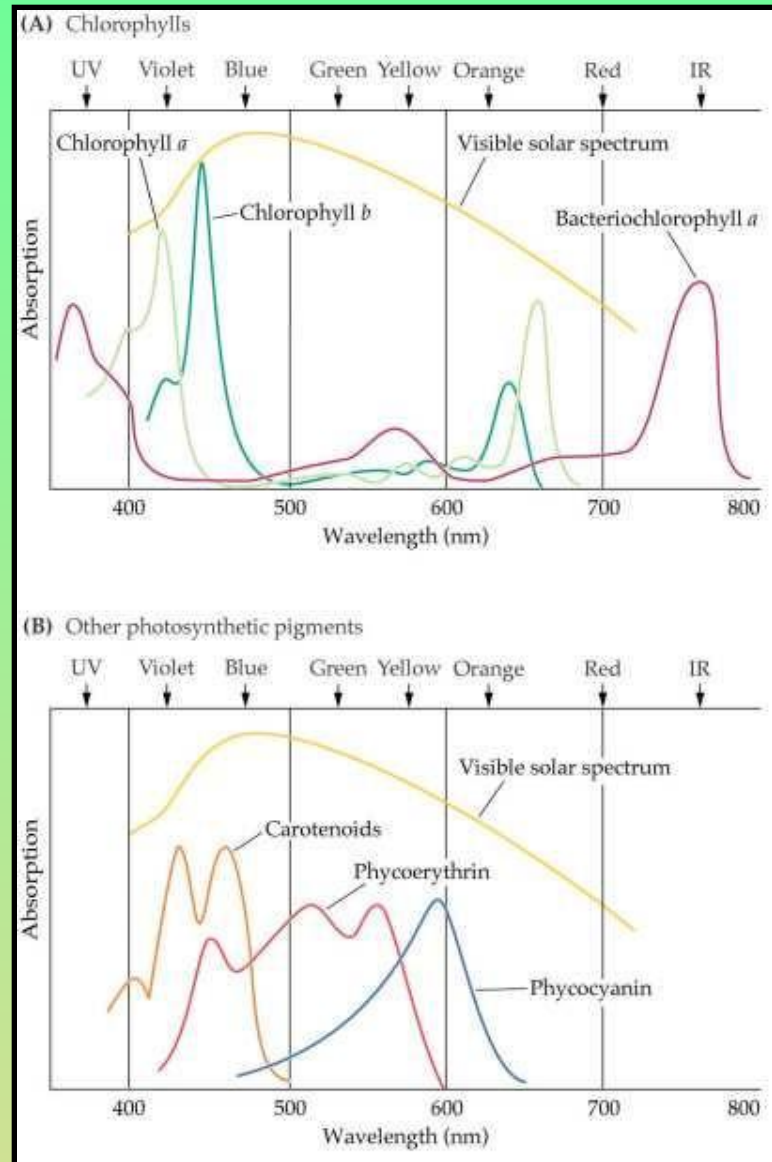 (A) Chlorophylls
UV Violet Blue Green Yellow Orange Red IR
Chlorophyll a
Visible solar spectrum
Chlorophyll b
Bacteriochlorophyll a
Absorption
400 500 600 700 800
Wavelength (nm)
(B) Other photosynthetic pigments
UV Violet Blue Green Yellow Orange Red IR
Visible solar spectrum
Carotenoids
Phycoerythrin
Absorption
Phycocyanin
400 500 600 700 800
Wavelength (nm)